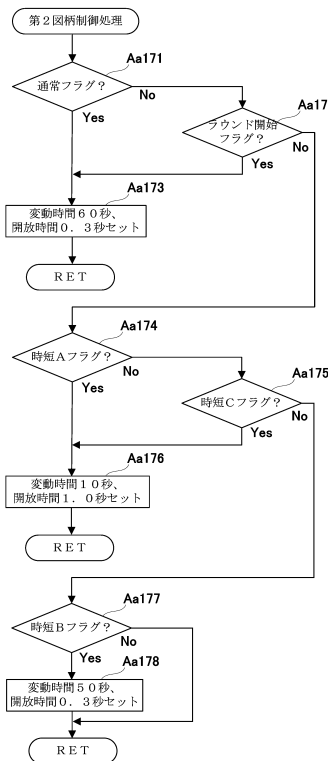 第２図柄制御処理
Aa171
通常フラグ？
No
Yes
Aa17
ラウンド開始
フラグ？
No
Yes
Aa173
変動時間６０秒、
開放時間０．３秒セット
ＲＥＴ
Aa174
時短Ａフラグ？
No
Yes
Aa175
時短Ｃフラグ？
No
Yes
Aa176
変動時間１０秒、
開放時間１．０秒セット
ＲＥＴ
Aa177
時短Ｂフラグ？
No
Yes
Aa178
変動時間５０秒、
開放時間０．３秒セット
ＲＥＴ